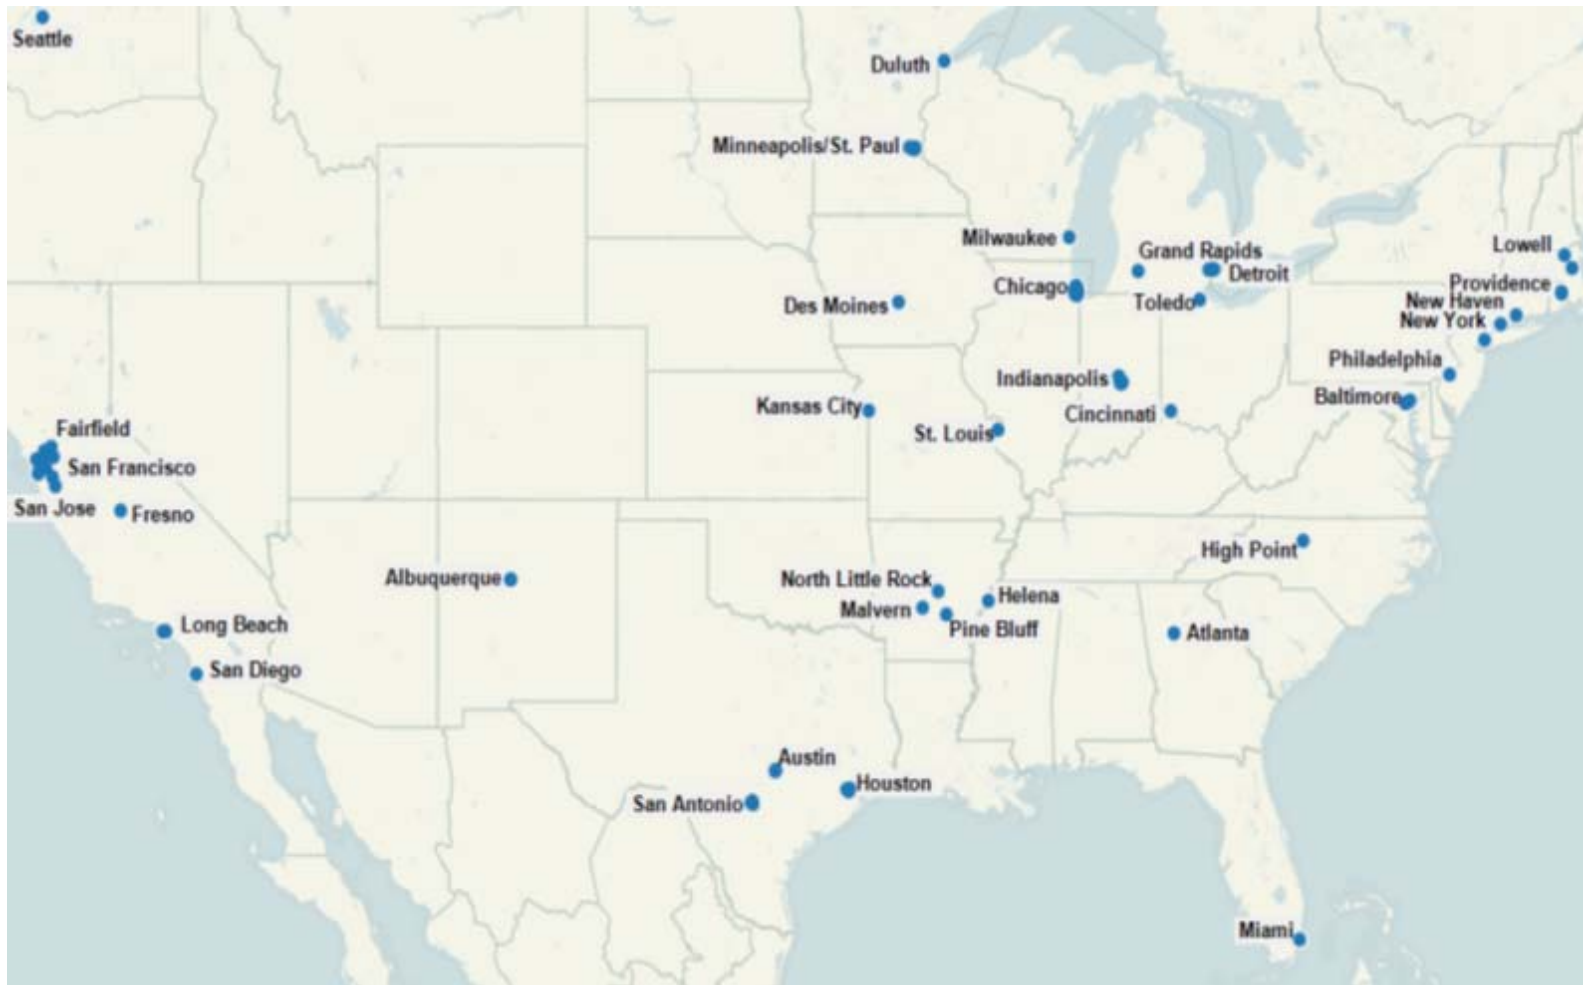 Seattle
Duluth
Minneapolis/St. Paul
Milwaukee
Grand Rapids
Lowell
Detroit
Chicago
Providence
Toledo
New Haven
Des Moines
New York
Philadelphia
Indianapolis
Baltimore
Kansas City
Cincinnati
Fairfield
St. Louis
San Francisco
San Jose
Fresno
High Point
Albuquerque
North Little Rock
Helena
Malvern
Pine Bluff
Long Beach
Atlanta
San Diego
Austin
Houston
San Antonio
Miami